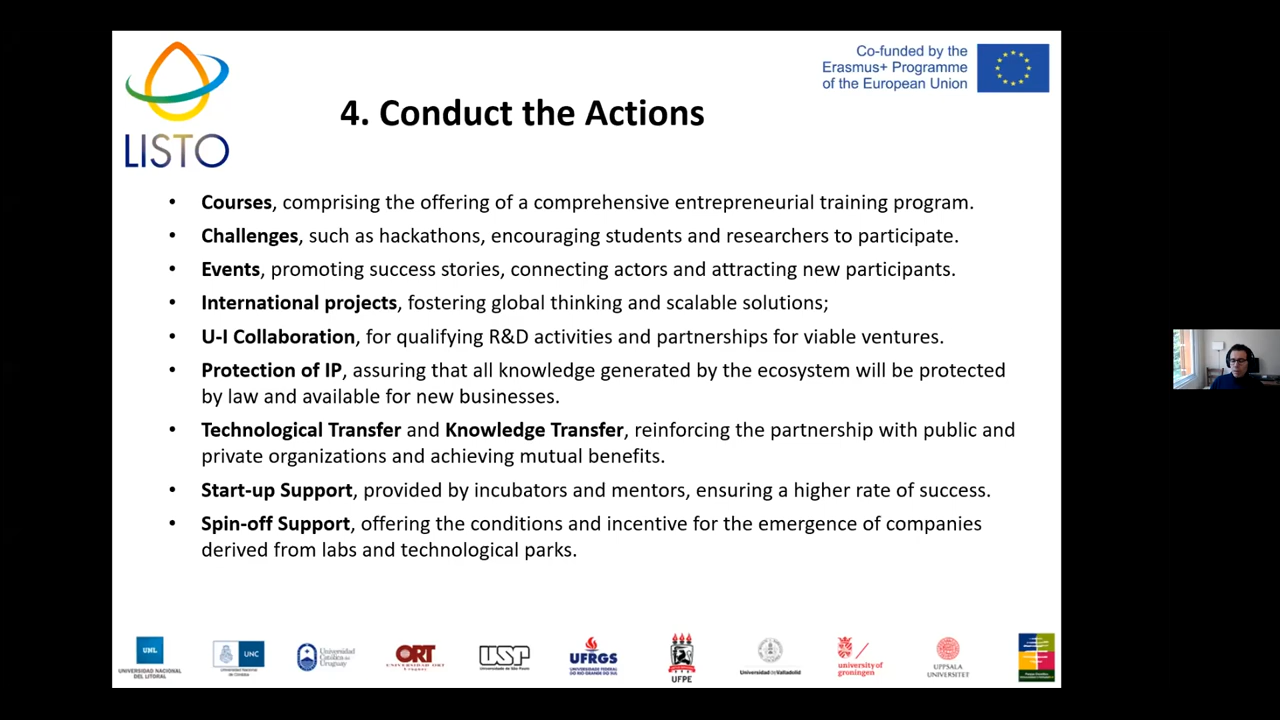 Co-funded by the
Erasmus+ Programme
of the European Union
LISTO
4. Conduct the Actions
• Courses, comprising the offering of a comprehensive entrepreneurial training program.
• Challenges, such as hackathons, encouraging students and researchers to participate.
• Events, promoting success stories, connecting actors and attracting new participants.
• International projects, fostering global thinking and scalable solutions;
• U-I Collaboration, for qualifying R&D activities and partnerships for viable ventures.
• Protection of IP, assuring that all knowledge generated by the ecosystem will be protected
by law and available for new businesses.
• Technological Transfer and Knowledge Transfer, reinforcing the partnership with public and
private organizations and achieving mutual benefits.
• Start-up Support, provided by incubators and mentors, ensuring a higher rate of success.
• Spin-off Support, offering the conditions and incentive for the emergence of companies
derived from labs and technological parks.
UNL
UNIVERSIDAD NACIONAL
DEL LITORAL
UNC
Universidad
Nacional
de Córdoba
Universidad
Católica del
Uruguay
ORT
UNIVERSIDAD ORT
Uruguay
USP
Universidade de São Paulo
UFRGS
UNIVERSIDADE FEDERAL
DO RIO GRANDE DO SUL
UFPE
Universidad de Valladolid
university of
groningen
UPPSALA
UNIVERSITET